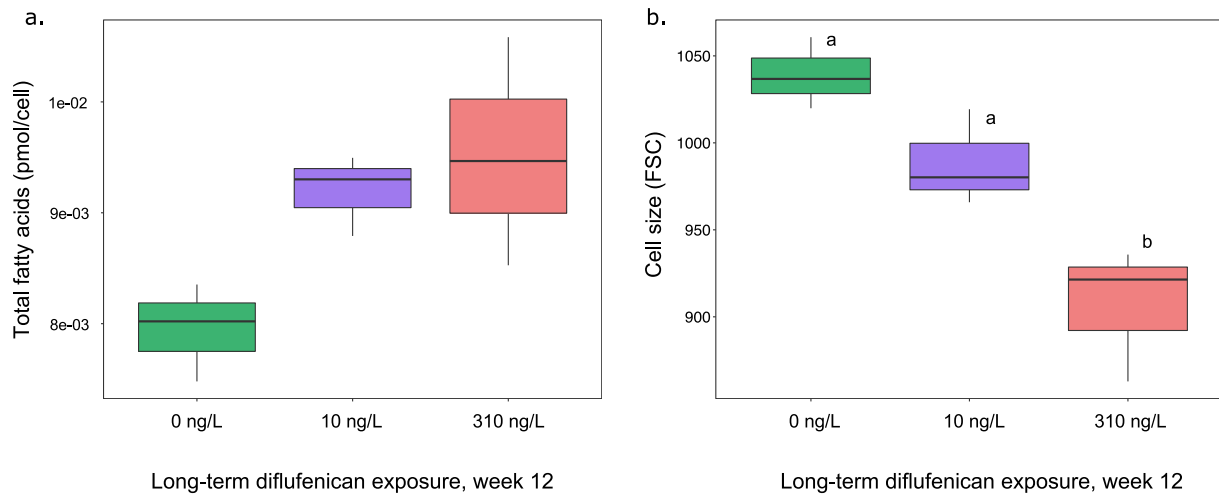 a.
Total fatty acids (pmol/cell)
1e-02
9e-03
8e-03
0 ng/L 10 ng/L 310 ng/L
Long-term diflufenican exposure, week 12
b.
Cell size (FSC)
1050
1000
950
900
a
a
b
0 ng/L 10 ng/L 310 ng/L
Long-term diflufenican exposure, week 12